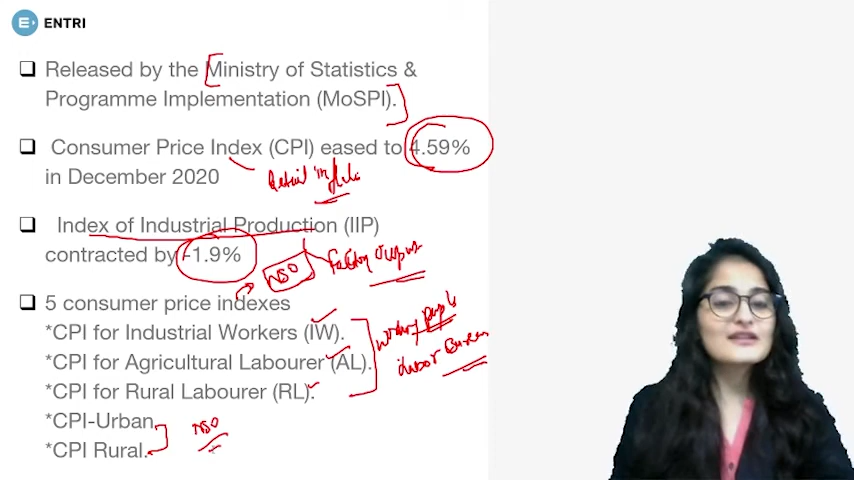 ENTRI
Released by the Ministry of Statistics &
Programme Implementation (MoSPI).
Consumer Price Index (CPI) eased to 4.59%
in December 2020
Retail Infla
Index of Industrial Production (IIP)
contracted by -1.9%
NSO
Factory Output
5 consumer price indexes
*CPI for Industrial Workers (IW).
*CPI for Agricultural Labourer (AL).
*CPI for Rural Labourer (RL).
working people
Labor Bureau
*CPI-Urban
*CPI Rural.
NSO